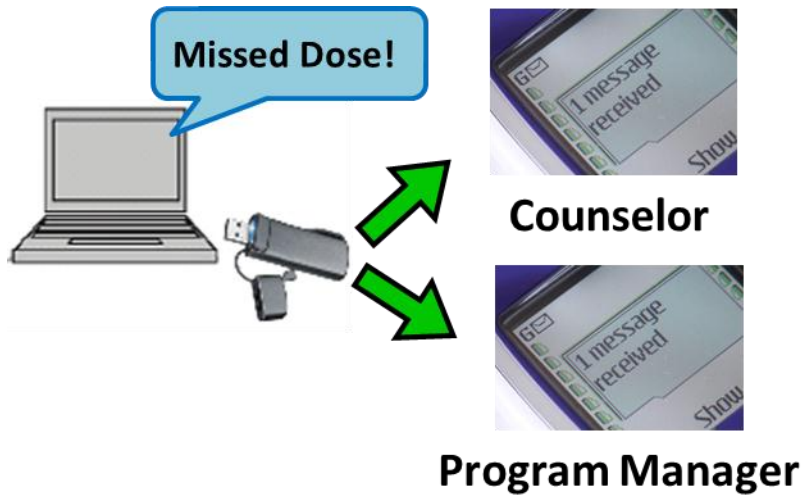 Missed Dose!
G
1 message
received
Show
Counselor
G
1 message
received
Show
Program Manager